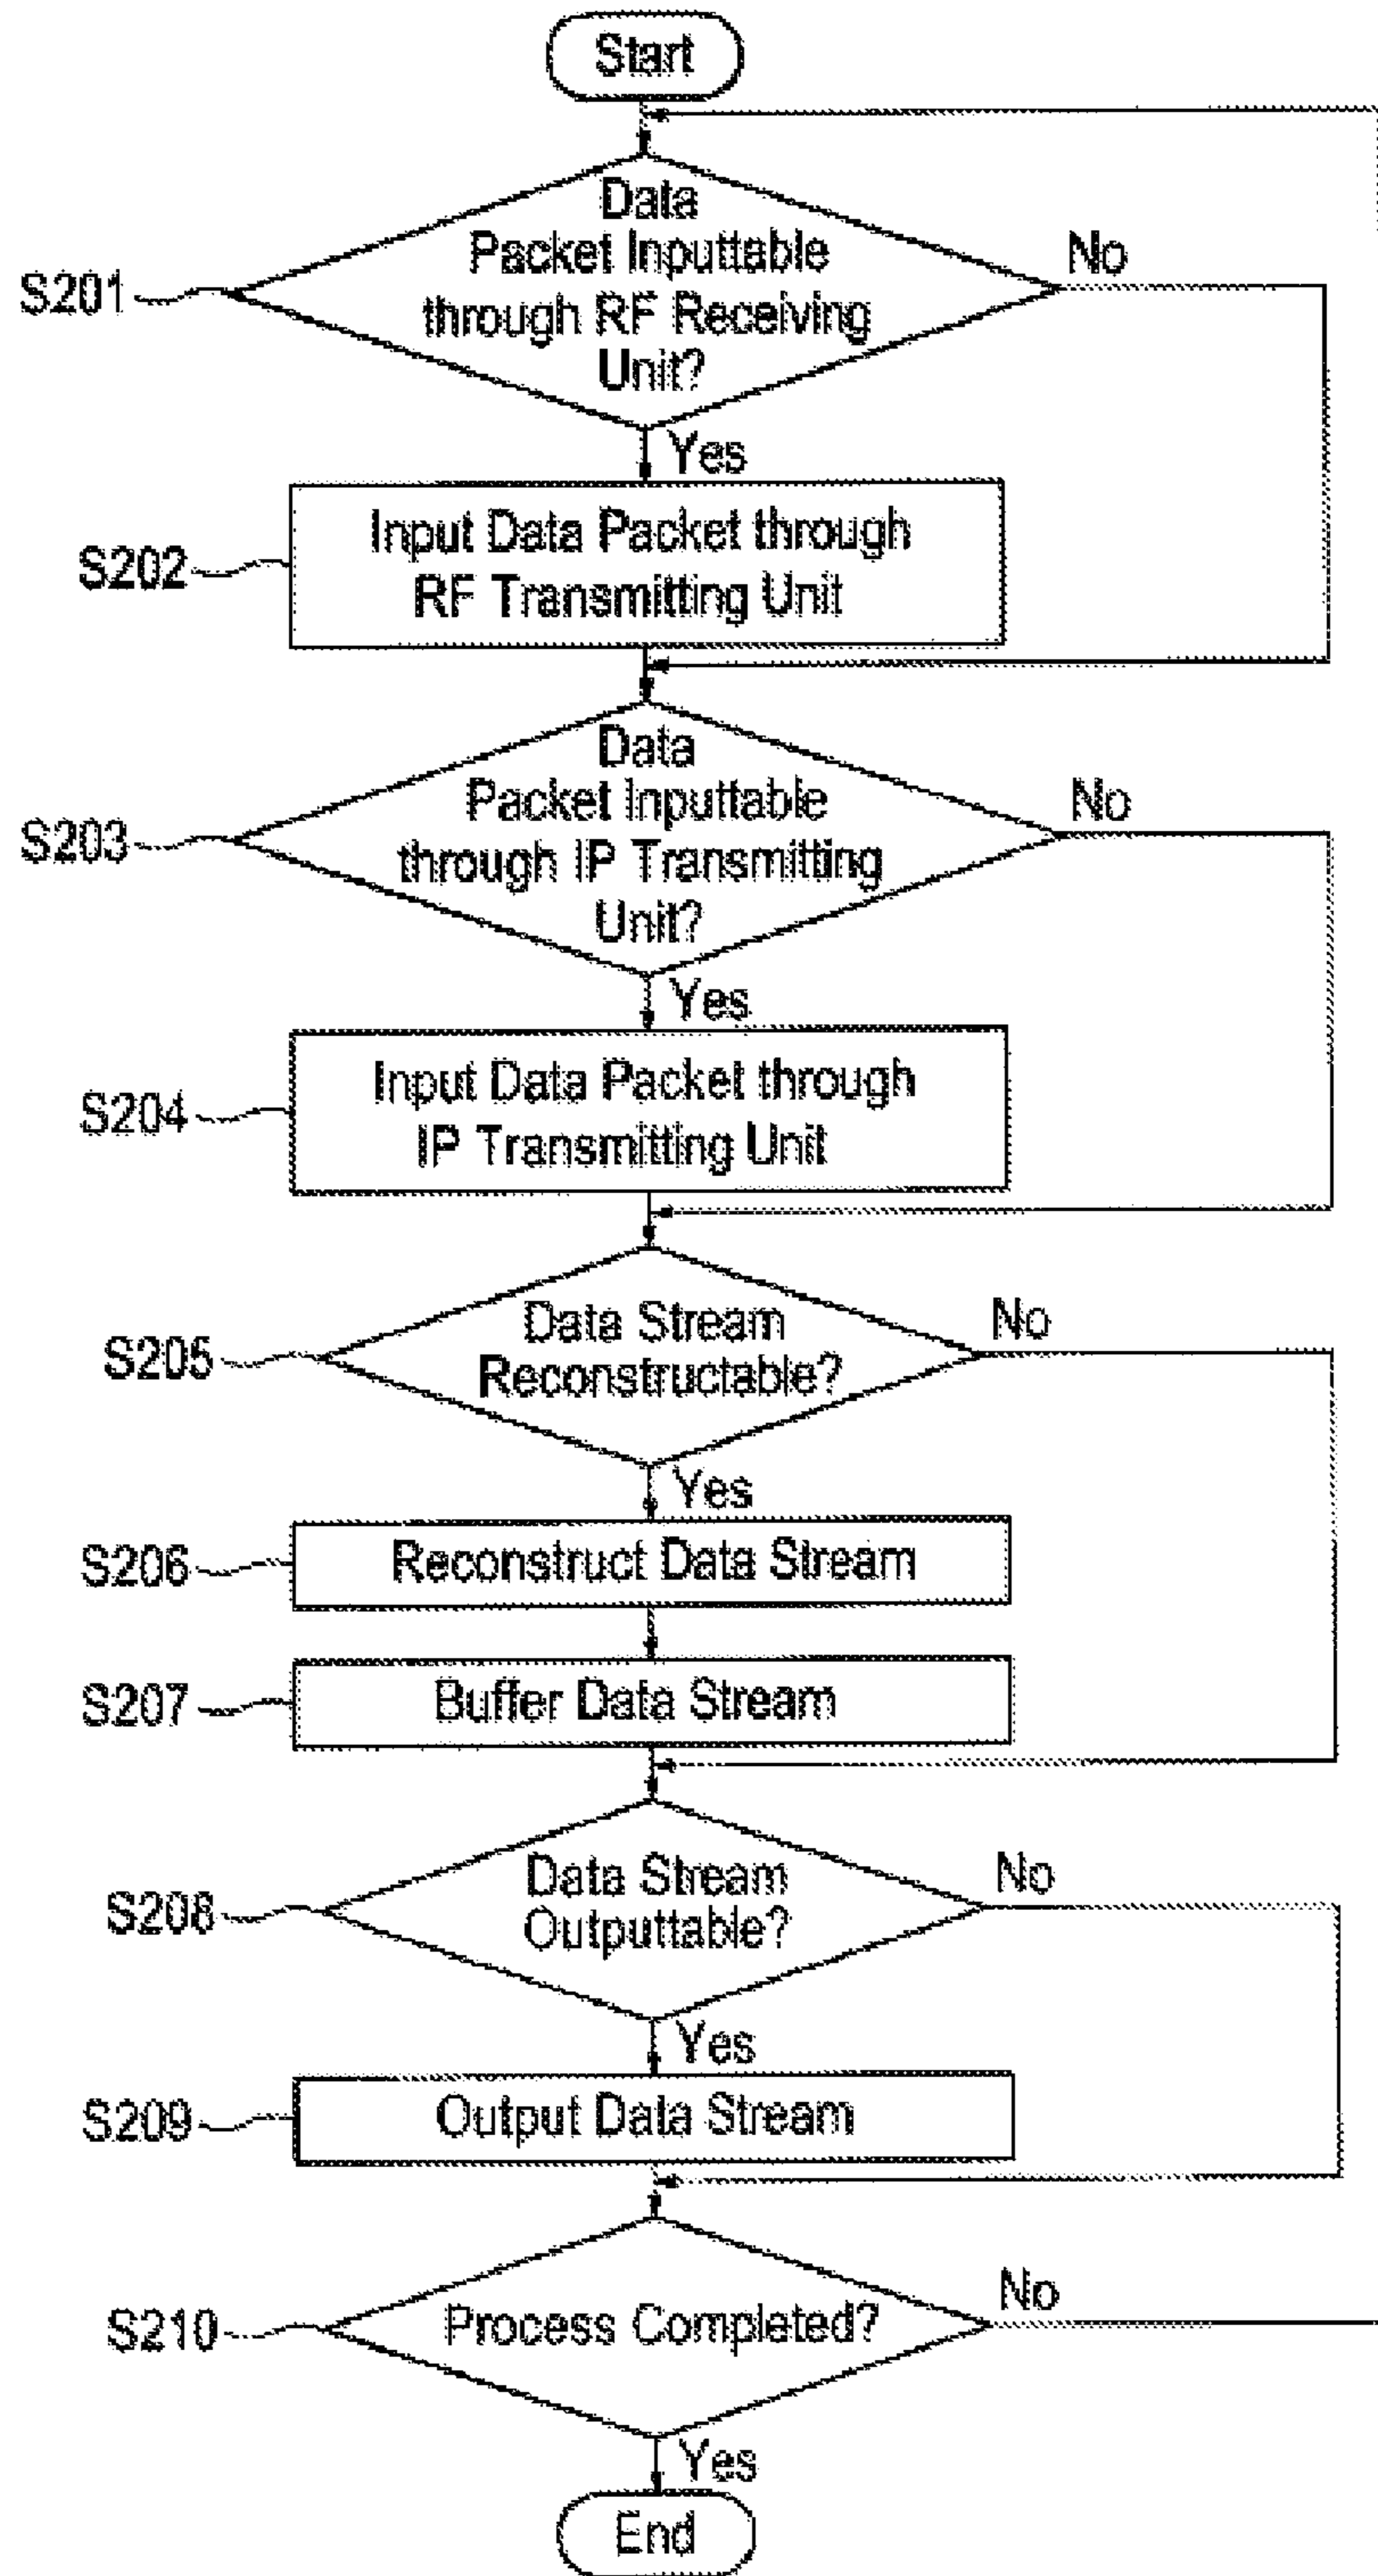 Start
Data
Packet Inputtable
through RF Receiving
Unit?
No
S201
Yes
Input Data Packet through
RF Transmitting Unit
S202
Data
Packet Inputtable
through IP Transmitting
Unit?
No
S203
Yes
Input Data Packet through
IP Transmitting Unit
S204
Data Stream
Reconstructable?
No
S205
Yes
Reconstruct Data Stream
S206
Buffer Data Stream
S207
Data Stream
Outputtable?
No
S208
Yes
Output Data Stream
S209
Process Completed?
No
S210
Yes
End